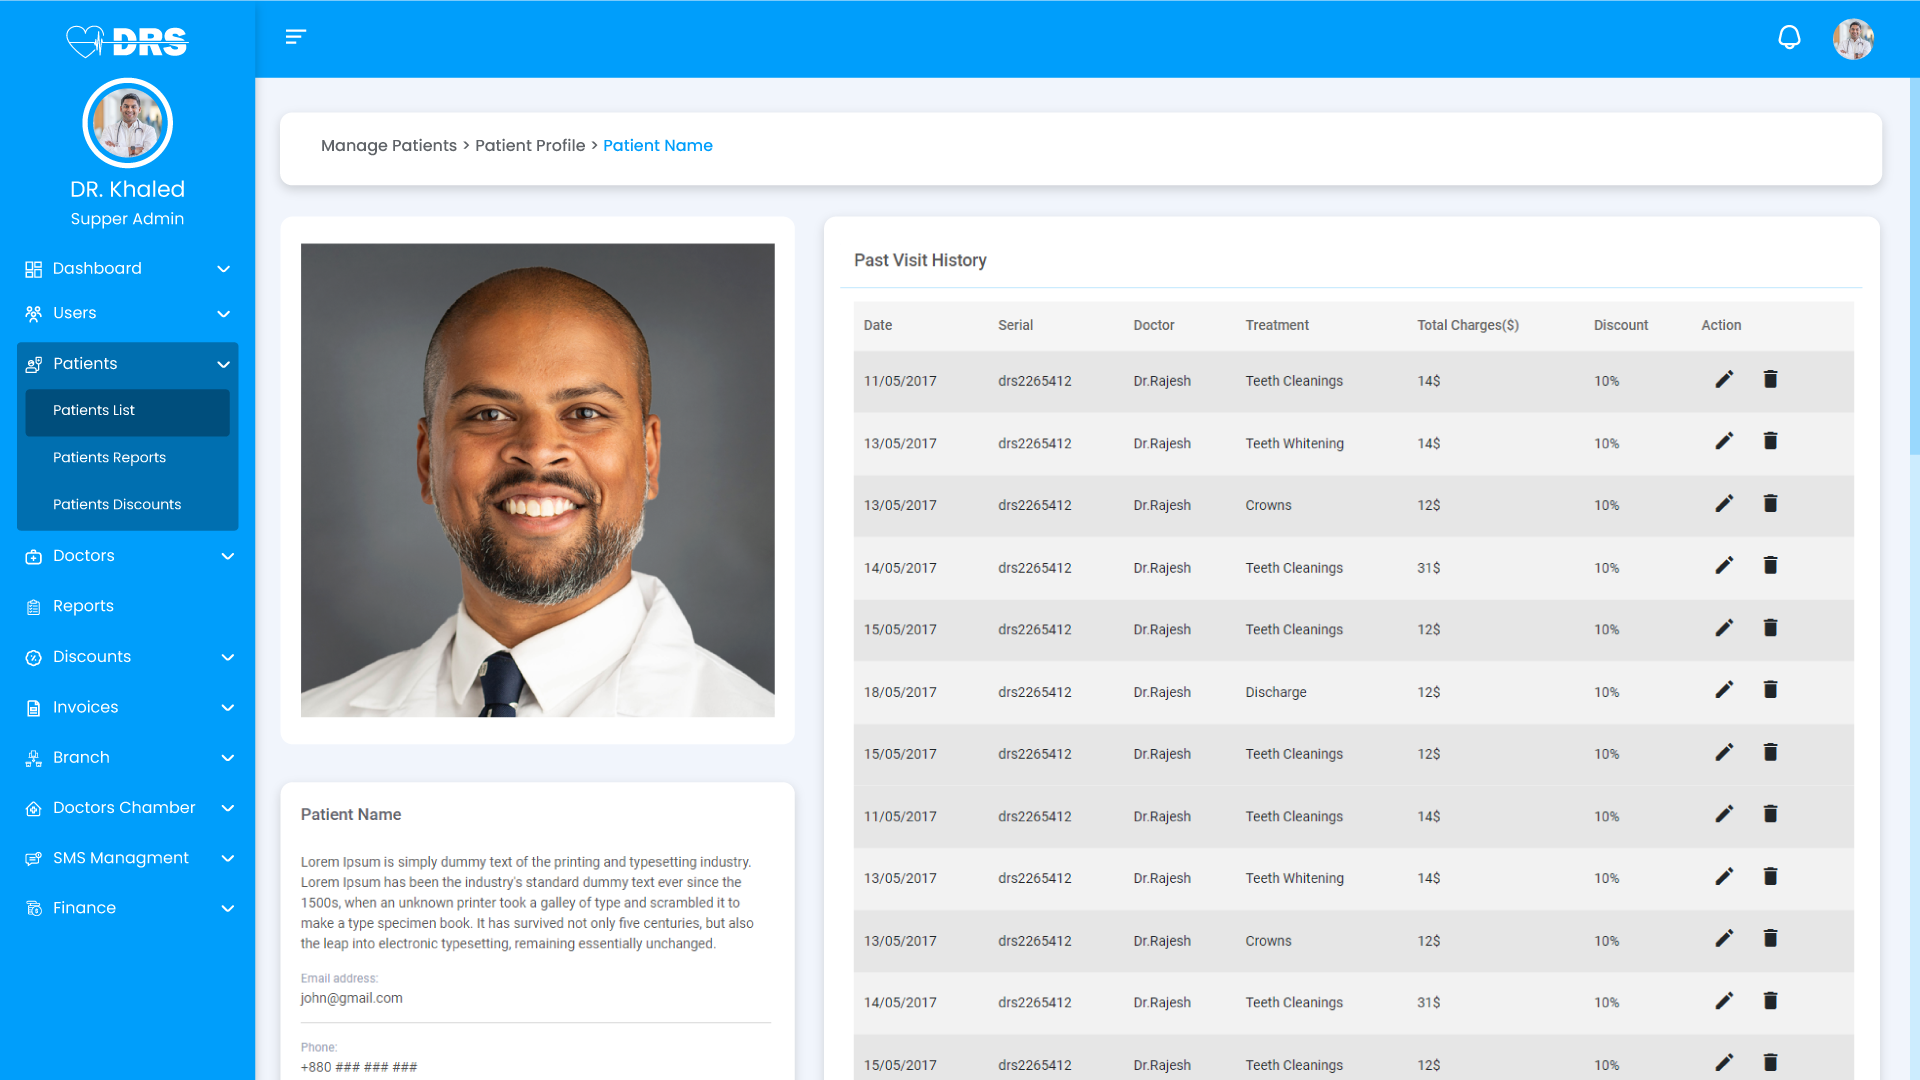 DRS
DR. Khaled
Supper Admin
Dashboard
Users
Patients
Patients List
Patients Reports
Patients Discounts
Doctors
Reports
Discounts
Invoices
Branch
Doctors Chamber
SMS Managment
Finance
Manage Patients > Patient Profile > Patient Name
Patient Name
Lorem Ipsum is simply dummy text of the printing and typesetting industry.
Lorem Ipsum has been the industry's standard dummy text ever since the
1500s, when an unknown printer took a galley of type and scrambled it to
make a type specimen book. It has survived not only five centuries, but also
the leap into electronic typesetting, remaining essentially unchanged.
Email address:
john@gmail.com
Phone:
+880 ### ### ###
Past Visit History
Date Serial Doctor Treatment Total Charges($) Discount Action
11/05/2017 drs2265412 Dr.Rajesh Teeth Cleanings 14$ 10%
13/05/2017 drs2265412 Dr.Rajesh Teeth Whitening 14$ 10%
13/05/2017 drs2265412 Dr.Rajesh Crowns 12$ 10%
14/05/2017 drs2265412 Dr.Rajesh Teeth Cleanings 31$ 10%
15/05/2017 drs2265412 Dr.Rajesh Teeth Cleanings 12$ 10%
18/05/2017 drs2265412 Dr.Rajesh Discharge 12$ 10%
15/05/2017 drs2265412 Dr.Rajesh Teeth Cleanings 12$ 10%
11/05/2017 drs2265412 Dr.Rajesh Teeth Cleanings 14$ 10%
13/05/2017 drs2265412 Dr.Rajesh Teeth Whitening 14$ 10%
13/05/2017 drs2265412 Dr.Rajesh Crowns 12$ 10%
14/05/2017 drs2265412 Dr.Rajesh Teeth Cleanings 31$ 10%
15/05/2017 drs2265412 Dr.Rajesh Teeth Cleanings 12$ 10%